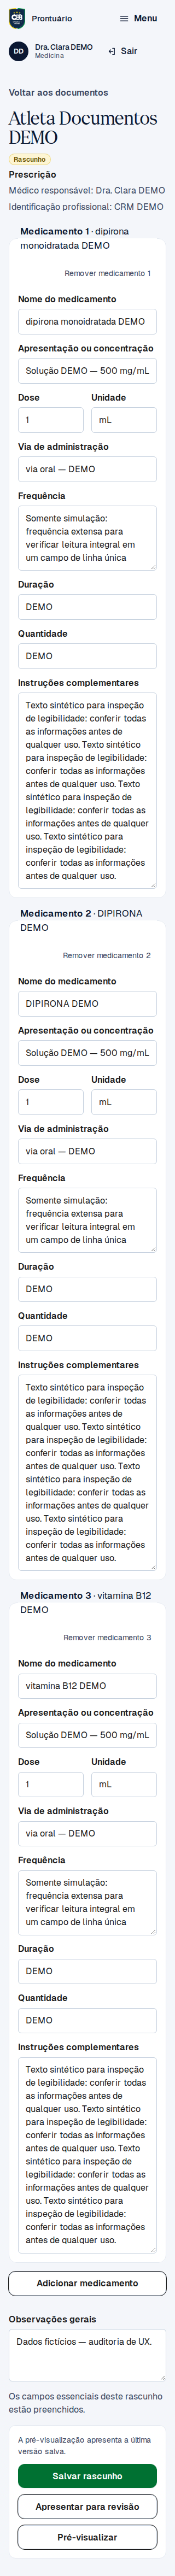 CB
Prontuário
Menu
DD
Dra. Clara DEMO
Medicina
Sair
Voltar aos documentos
Atleta Documentos
DEMO
Rascunho
Prescrição
Médico responsável: Dra. Clara DEMO
Identificação profissional: CRM DEMO
Medicamento 1 · dipirona
monoidratada DEMO
Remover medicamento 1
Nome do medicamento
dipirona monoidratada DEMO
Apresentação ou concentração
Solução DEMO — 500 mg/mL
Dose
Unidade
1
mL
Via de administração
via oral — DEMO
Frequência
Somente simulação:
frequência extensa para
verificar leitura integral em
um campo de linha única
Duração
DEMO
Quantidade
DEMO
Instruções complementares
Texto sintético para inspeção
de legibilidade: conferir todas
as informações antes de
qualquer uso. Texto sintético
para inspeção de legibilidade:
conferir todas as informações
antes de qualquer uso. Texto
sintético para inspeção de
legibilidade: conferir todas as
informações antes de qualquer
uso. Texto sintético para
inspeção de legibilidade:
conferir todas as informações
antes de qualquer uso.
Medicamento 2 · DIPIRONA
DEMO
Remover medicamento 2
Nome do medicamento
DIPIRONA DEMO
Apresentação ou concentração
Solução DEMO — 500 mg/mL
Dose
Unidade
1
mL
Via de administração
via oral — DEMO
Frequência
Somente simulação:
frequência extensa para
verificar leitura integral em
um campo de linha única
Duração
DEMO
Quantidade
DEMO
Instruções complementares
Texto sintético para inspeção
de legibilidade: conferir todas
as informações antes de
qualquer uso. Texto sintético
para inspeção de legibilidade:
conferir todas as informações
antes de qualquer uso. Texto
sintético para inspeção de
legibilidade: conferir todas as
informações antes de qualquer
uso. Texto sintético para
inspeção de legibilidade:
conferir todas as informações
antes de qualquer uso.
Medicamento 3 · vitamina B12
DEMO
Remover medicamento 3
Nome do medicamento
vitamina B12 DEMO
Apresentação ou concentração
Solução DEMO — 500 mg/mL
Dose
Unidade
1
mL
Via de administração
via oral — DEMO
Frequência
Somente simulação:
frequência extensa para
verificar leitura integral em
um campo de linha única
Duração
DEMO
Quantidade
DEMO
Instruções complementares
Texto sintético para inspeção
de legibilidade: conferir todas
as informações antes de
qualquer uso. Texto sintético
para inspeção de legibilidade:
conferir todas as informações
antes de qualquer uso. Texto
sintético para inspeção de
legibilidade: conferir todas as
informações antes de qualquer
uso. Texto sintético para
inspeção de legibilidade:
conferir todas as informações
antes de qualquer uso.
Adicionar medicamento
Observações gerais
Dados fictícios — auditoria de UX.
Os campos essenciais deste rascunho
estão preenchidos.
A pré-visualização apresenta a última
versão salva.
Salvar rascunho
Apresentar para revisão
Pré-visualizar